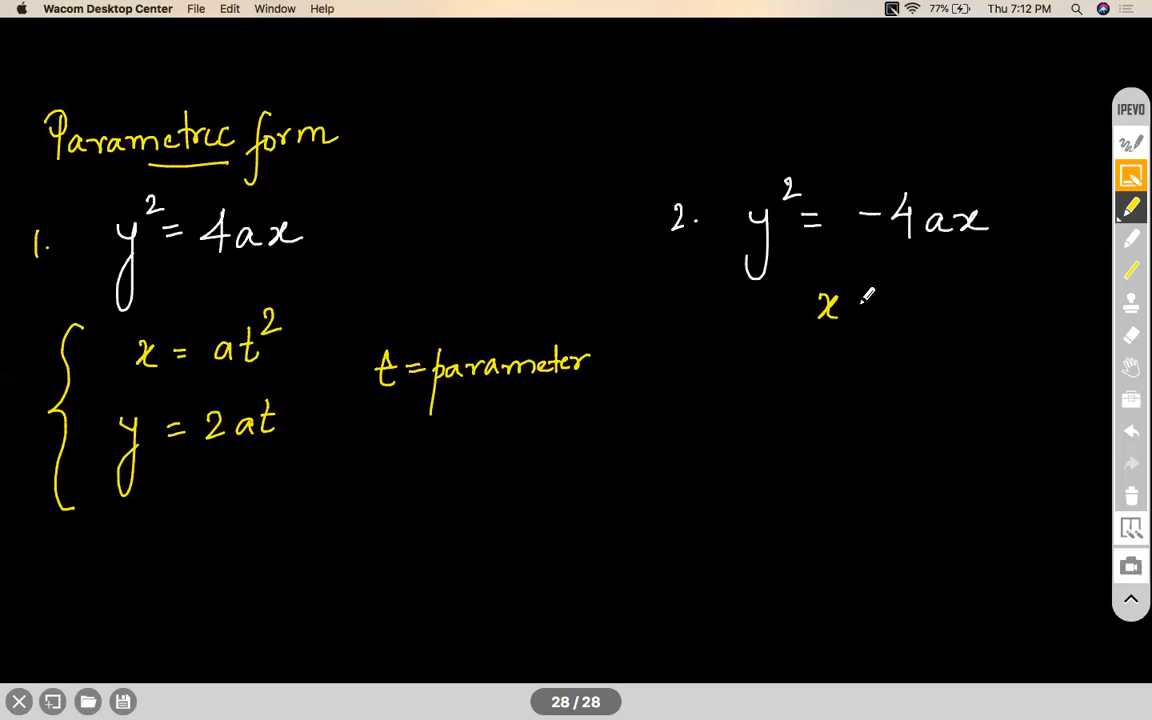 Wacom Desktop Center File Edit Window Help 77% Thu 7:12 PM
IPEVO
Parametric form
1. y² = 4ax
x = at²
y = 2at
t = parameter
2. y² = -4ax
x
28 / 28